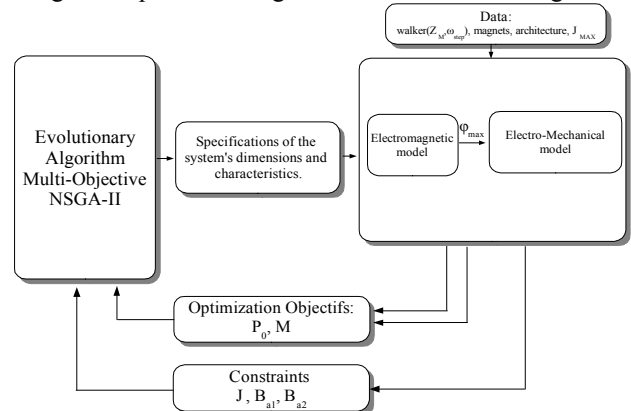 Data:
walker(Z_M,ω_step), magnets, architecture, J_MAX
Evolutionary
Algorithm
Multi-Objective
NSGA-II
Specifications of the
system's dimensions and
characteristics.
Electromagnetic
model
φ_max
Electro-Mechanical
model
Optimization Objectifs:
P_0, M
Constraints
J , B_a1, B_a2